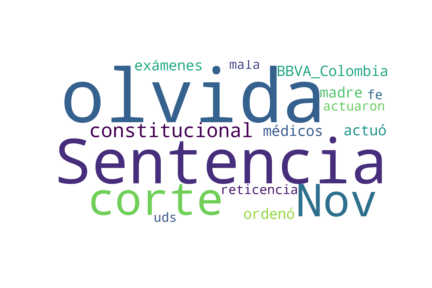 exámenes mala
BBVA_Colombia
olvida madre fe
actuaron
constitucional médicos actuó
Sentencia
corte reticencia Nov
uds ordenó